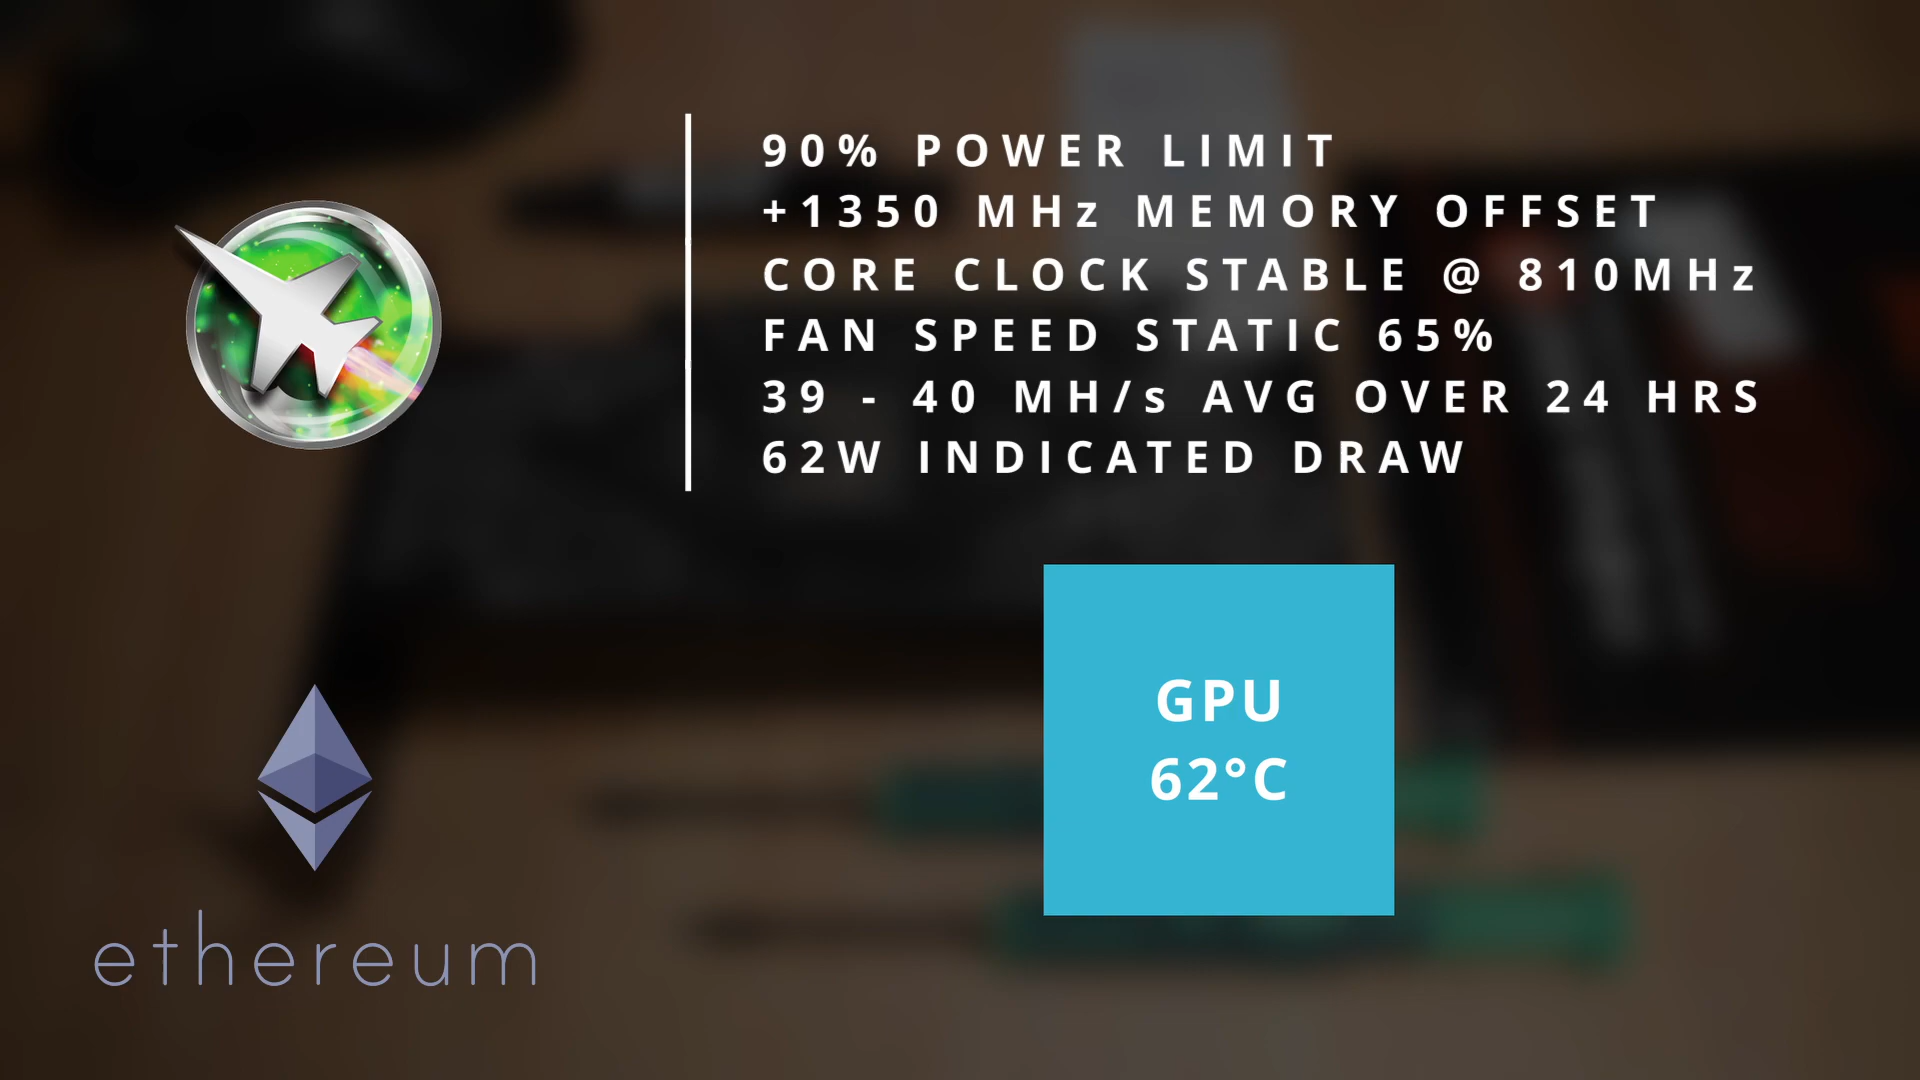 90% POWER LIMIT
+1350 MHz MEMORY OFFSET
CORE CLOCK STABLE @ 810MHz
FAN SPEED STATIC 65%
39 - 40 MH/s AVG OVER 24 HRS
62W INDICATED DRAW
GPU
62°C
ethereum